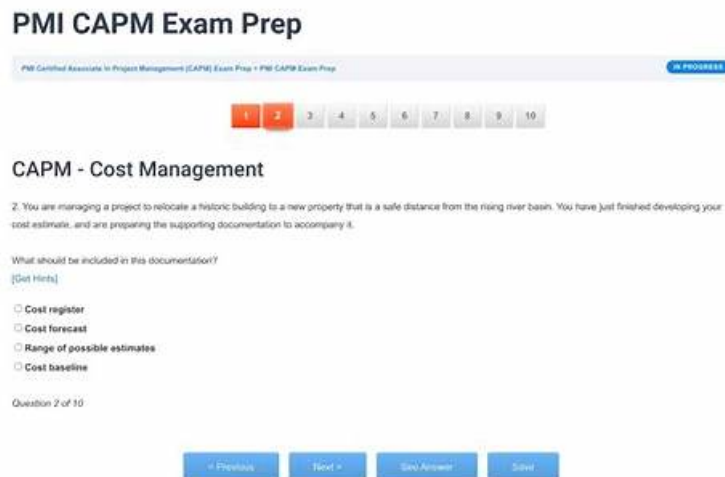 PMI CAPM Exam Prep
PMI Certified Associate in Project Management (CAPM) Exam Prep > PMI CAPM Exam Prep
IN PROGRESS
1 2 3 4 5 6 7 8 9 10
CAPM - Cost Management
2. You are managing a project to relocate a historic building to a new property that is a safe distance from the rising river basin. You have just finished developing your
cost estimate, and are preparing the supporting documentation to accompany it.
What should be included in this documentation?
[Get Hints]
Cost register
Cost forecast
Range of possible estimates
Cost baseline
Question 2 of 10
< Previous Next > See Answer Save